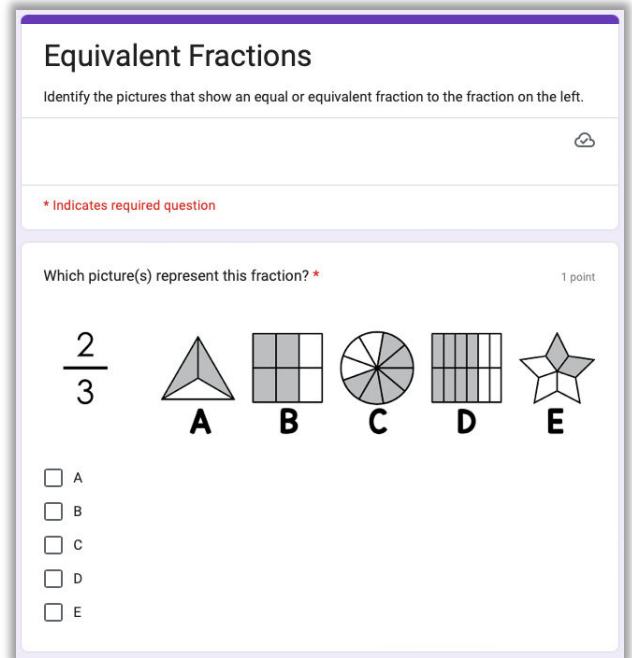 Equivalent Fractions
Identify the pictures that show an equal or equivalent fraction to the fraction on the left.
* Indicates required question
Which picture(s) represent this fraction? *
1 point
2
3
A B C D E
A
B
C
D
E